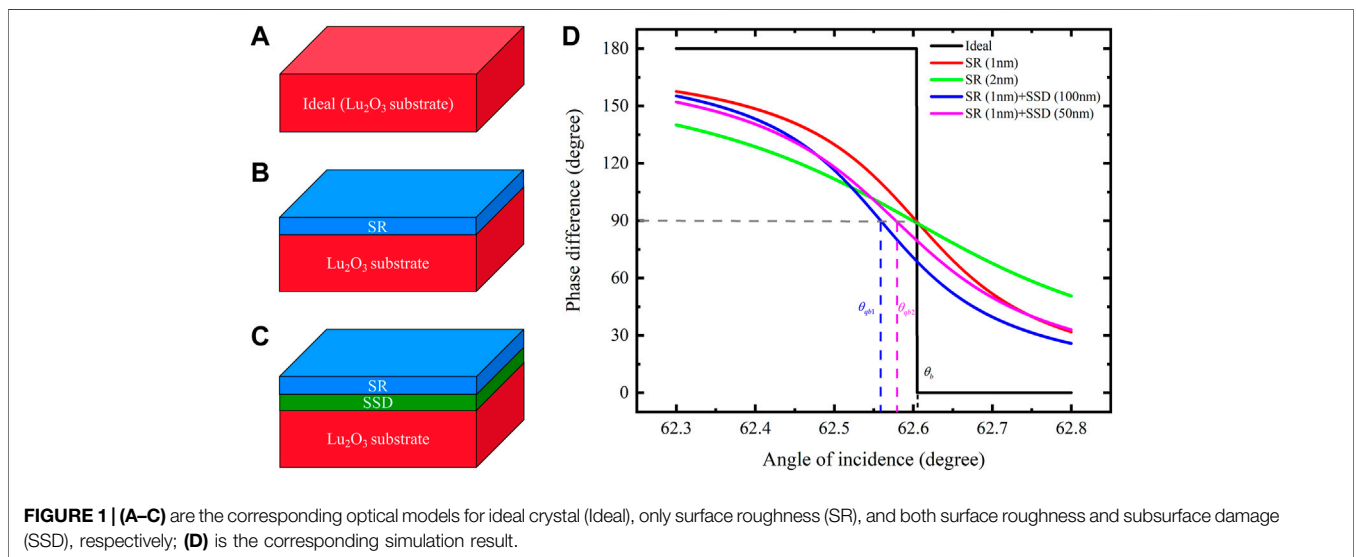 A
Ideal (Lu₂O₃ substrate)
B
SR
Lu₂O₃ substrate
C
SR
SSD
Lu₂O₃ substrate
D
Phase difference (degree)
180
150
120
90
60
30
0
Ideal
SR (1nm)
SR (2nm)
SR (1nm)+SSD (100nm)
SR (1nm)+SSD (50nm)
θqb1
θqb2
θb
62.3 62.4 62.5 62.6 62.7 62.8
Angle of incidence (degree)
FIGURE 1 | (A–C) are the corresponding optical models for ideal crystal (Ideal), only surface roughness (SR), and both surface roughness and subsurface damage
(SSD), respectively; (D) is the corresponding simulation result.